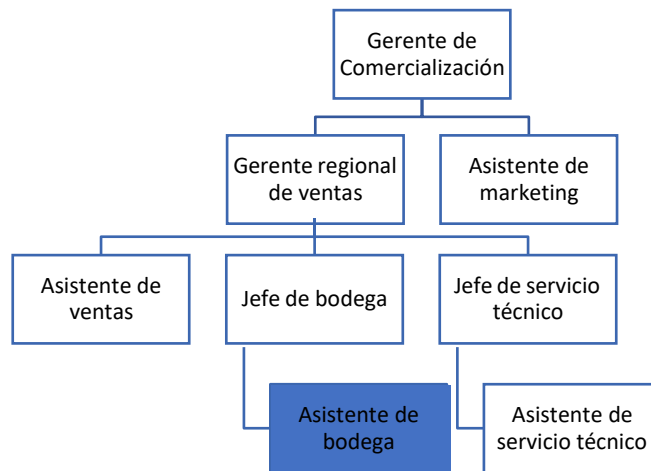 Gerente de
Comercialización
Gerente regional
de ventas
Asistente de
marketing
Asistente de
ventas
Jefe de bodega
Jefe de servicio
técnico
Asistente de
bodega
Asistente de
servicio técnico